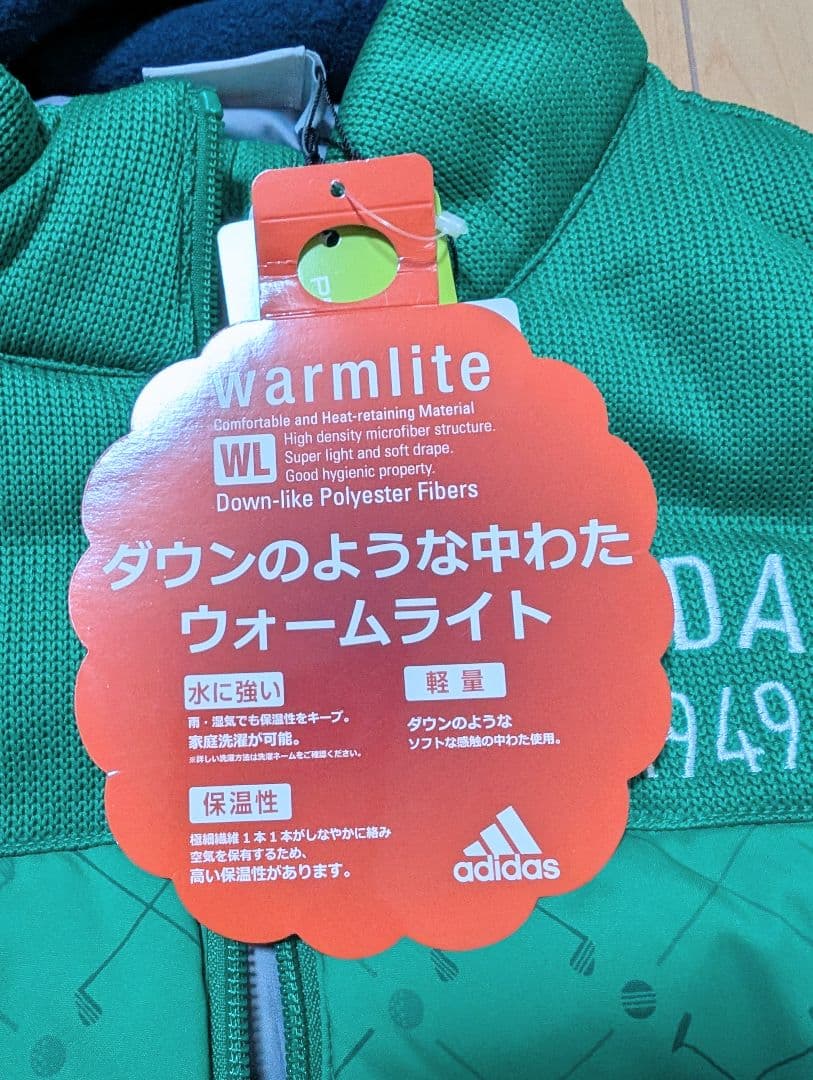 warmlite
Comfortable and Heat-retaining Material
WL
High density microfiber structure.
Super light and soft drape.
Good hygienic property.
Down-like Polyester Fibers
ダウンのような中わた
ウォームライト
水に強い
雨・湿気でも保温性をキープ。
家庭洗濯が可能。
※詳しい洗濯方法は洗濯ネームをご確認ください。
軽量
ダウンのような
ソフトな感触の中わた使用。
保温性
極細繊維1本1本がしなやかに絡み
空気を保有するため、
高い保温性があります。
adidas
DA
1949